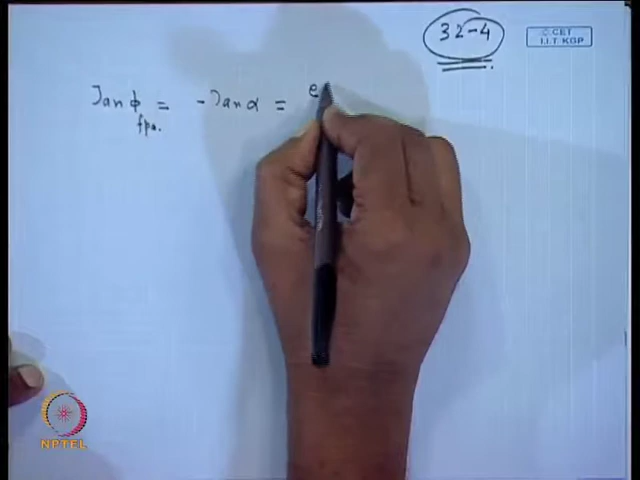 32-4
© CET
I.I.T. KGP
Tan φ = - Tan α = e
fpa.
NPTEL